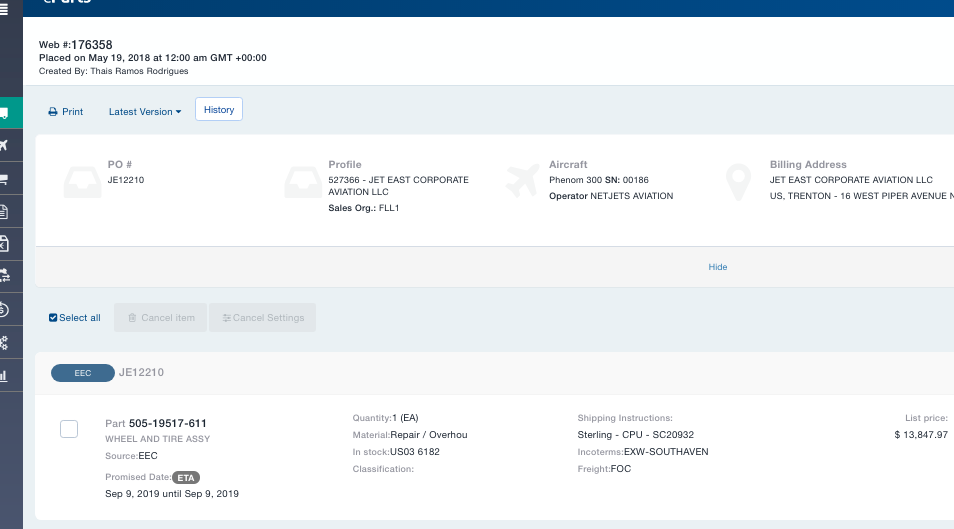 eParts
Web #:176358
Placed on May 19, 2018 at 12:00 am GMT +00:00
Created By: Thais Ramos Rodrigues
Print Latest Version History
PO #
JE12210
Profile
527366 - JET EAST CORPORATE
AVIATION LLC
Sales Org.: FLL1
Aircraft
Phenom 300 SN: 00186
Operator NETJETS AVIATION
Billing Address
JET EAST CORPORATE AVIATION LLC
US, TRENTON - 16 WEST PIPER AVENUE N
Hide
Select all Cancel item Cancel Settings
EEC JE12210
Part 505-19517-611
WHEEL AND TIRE ASSY
Source:EEC
Promised Date: ETA
Sep 9, 2019 until Sep 9, 2019
Quantity:1 (EA)
Material:Repair / Overhou
In stock:US03 6182
Classification:
Shipping Instructions:
Sterling - CPU - SC20932
Incoterms:EXW-SOUTHAVEN
Freight:FOC
List price:
$ 13,847.97